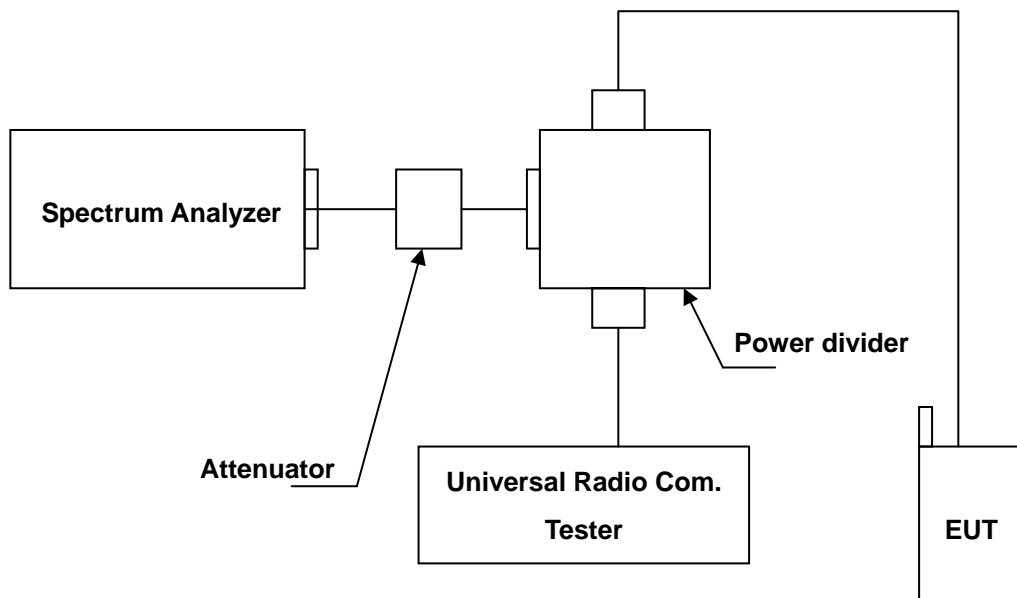 Spectrum Analyzer
Power divider
Attenuator
Universal Radio Com.
Tester
EUT